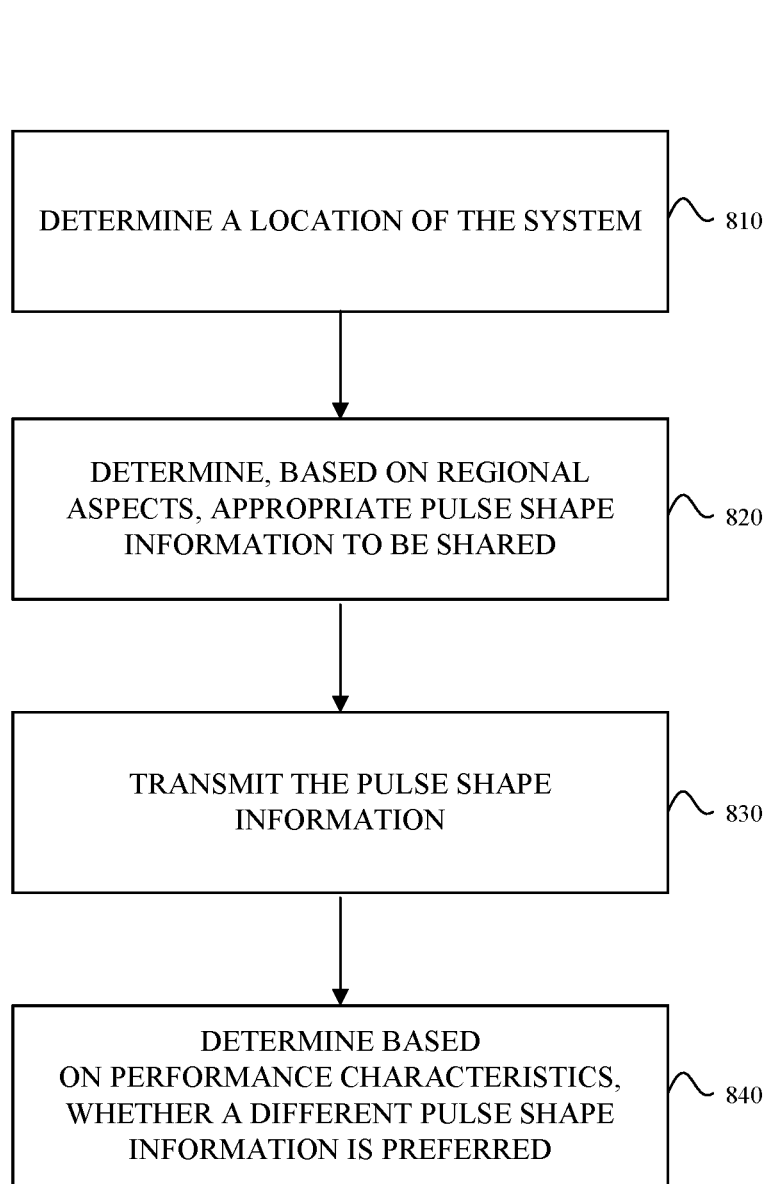 DETERMINE A LOCATION OF THE SYSTEM
810
DETERMINE, BASED ON REGIONAL
ASPECTS, APPROPRIATE PULSE SHAPE
INFORMATION TO BE SHARED
820
TRANSMIT THE PULSE SHAPE
INFORMATION
830
DETERMINE BASED
ON PERFORMANCE CHARACTERISTICS,
WHETHER A DIFFERENT PULSE SHAPE
INFORMATION IS PREFERRED
840